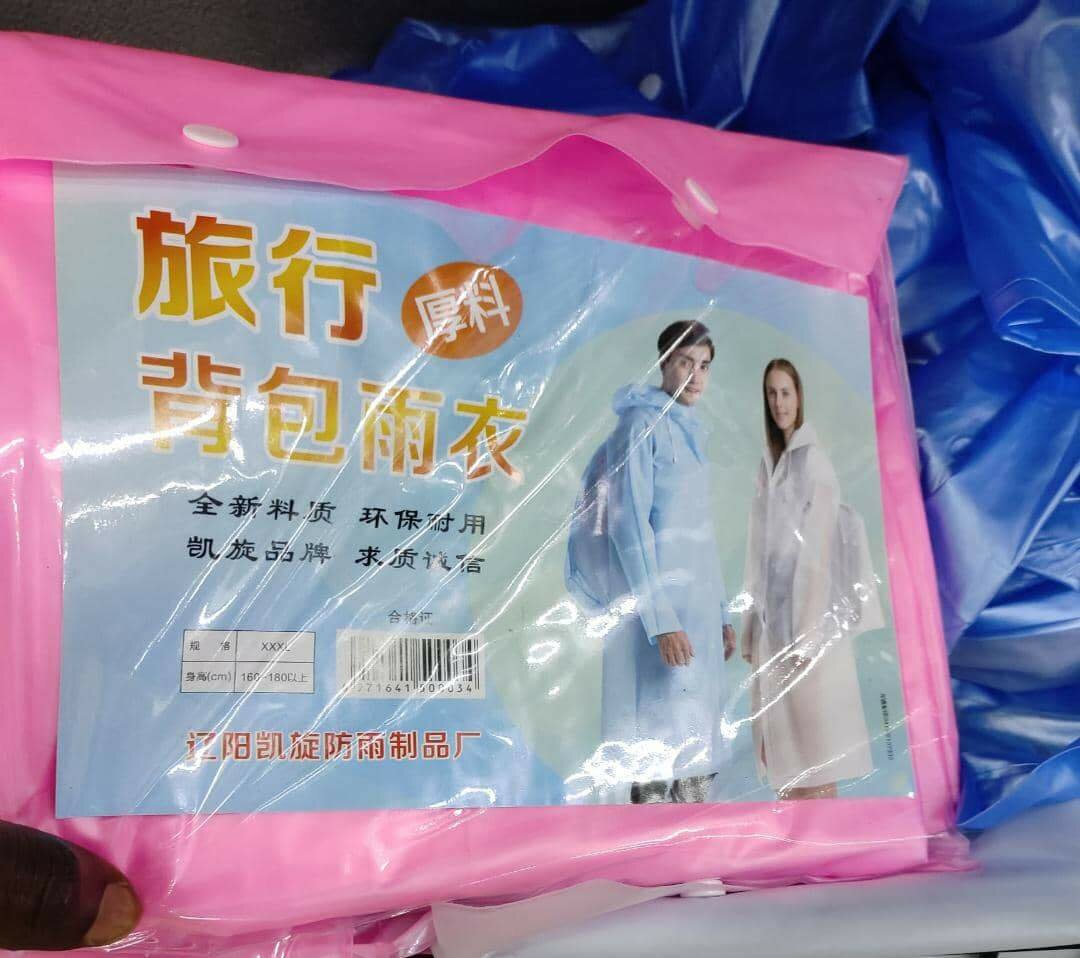 旅行
厚料
背包雨衣
全新料质 环保耐用
凯旋品牌 求质诚信
合格证
规 格 XXXL
身高(cm) 160-180以上
辽阳凯旋防雨制品厂